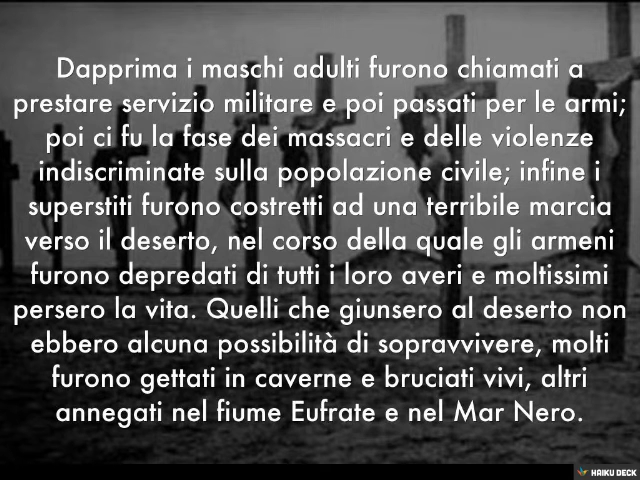 Dapprima i maschi adulti furono chiamati a
prestare servizio militare e poi passati per le armi;
poi ci fu la fase dei massacri e delle violenze
indiscriminate sulla popolazione civile; infine i
superstiti furono costretti ad una terribile marcia
verso il deserto, nel corso della quale gli armeni
furono depredati di tutti i loro averi e moltissimi
persero la vita. Quelli che giunsero al deserto non
ebbero alcuna possibilità di sopravvivere, molti
furono gettati in caverne e bruciati vivi, altri
annegati nel fiume Eufrate e nel Mar Nero.
HAIKU DECK